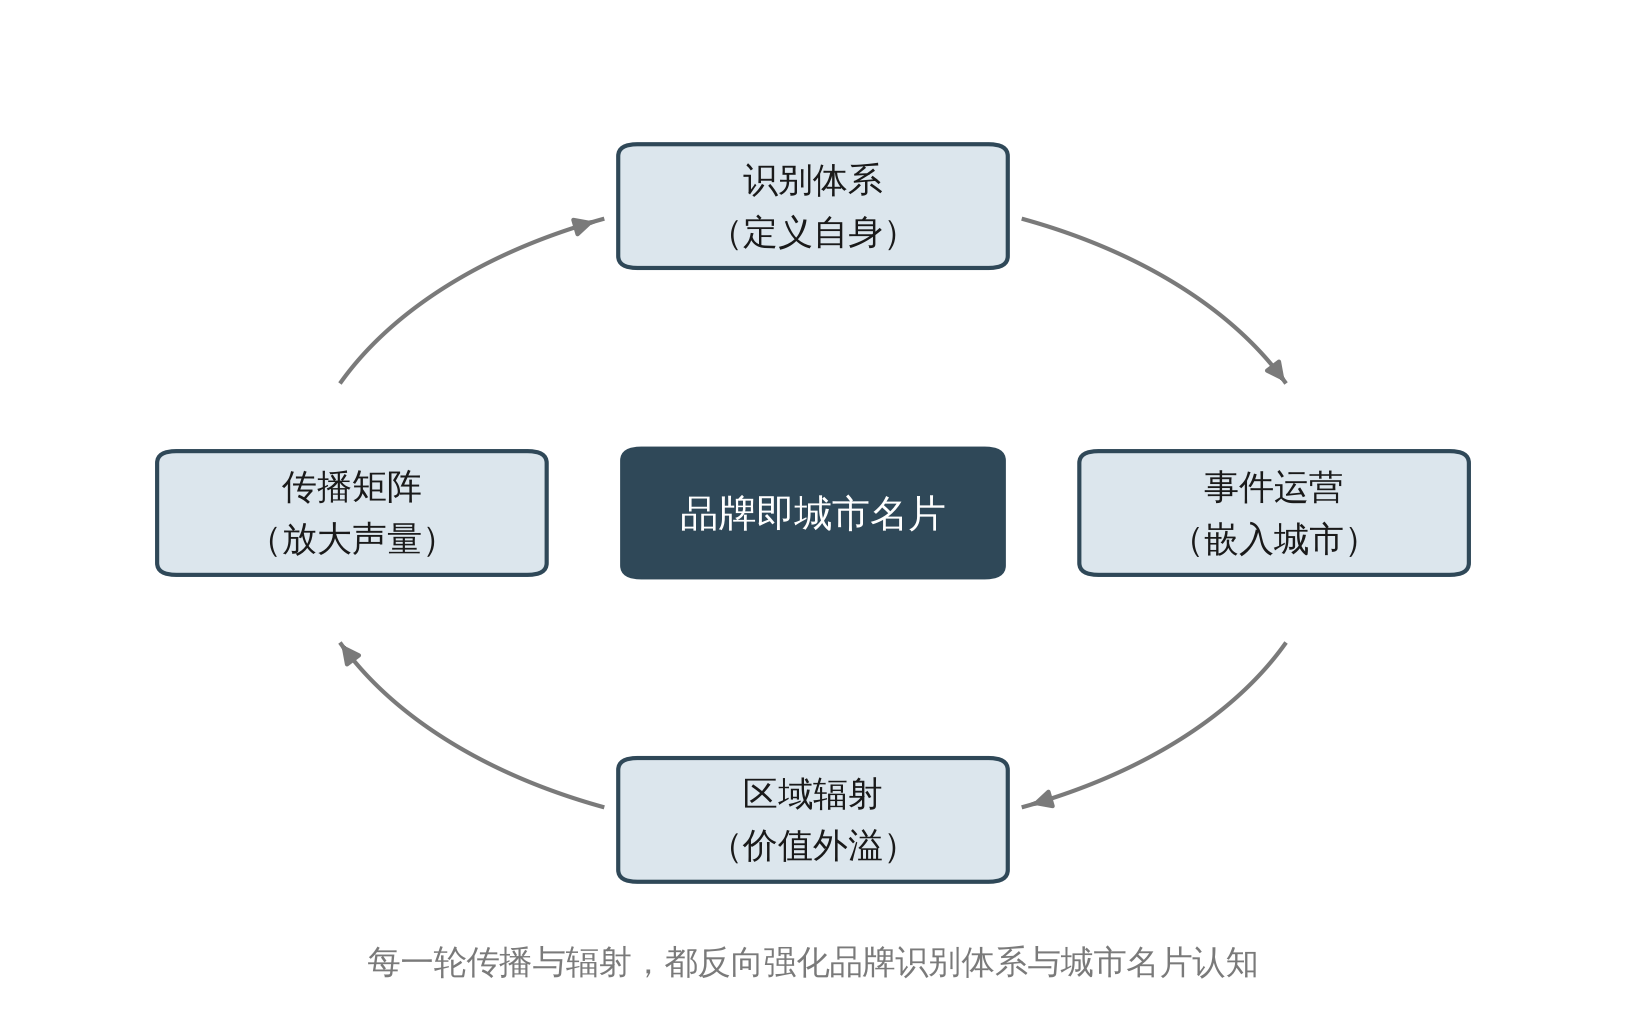 识别体系
（定义自身）
传播矩阵
（放大声量）
品牌即城市名片
事件运营
（嵌入城市）
区域辐射
（价值外溢）
每一轮传播与辐射，都反向强化品牌识别体系与城市名片认知